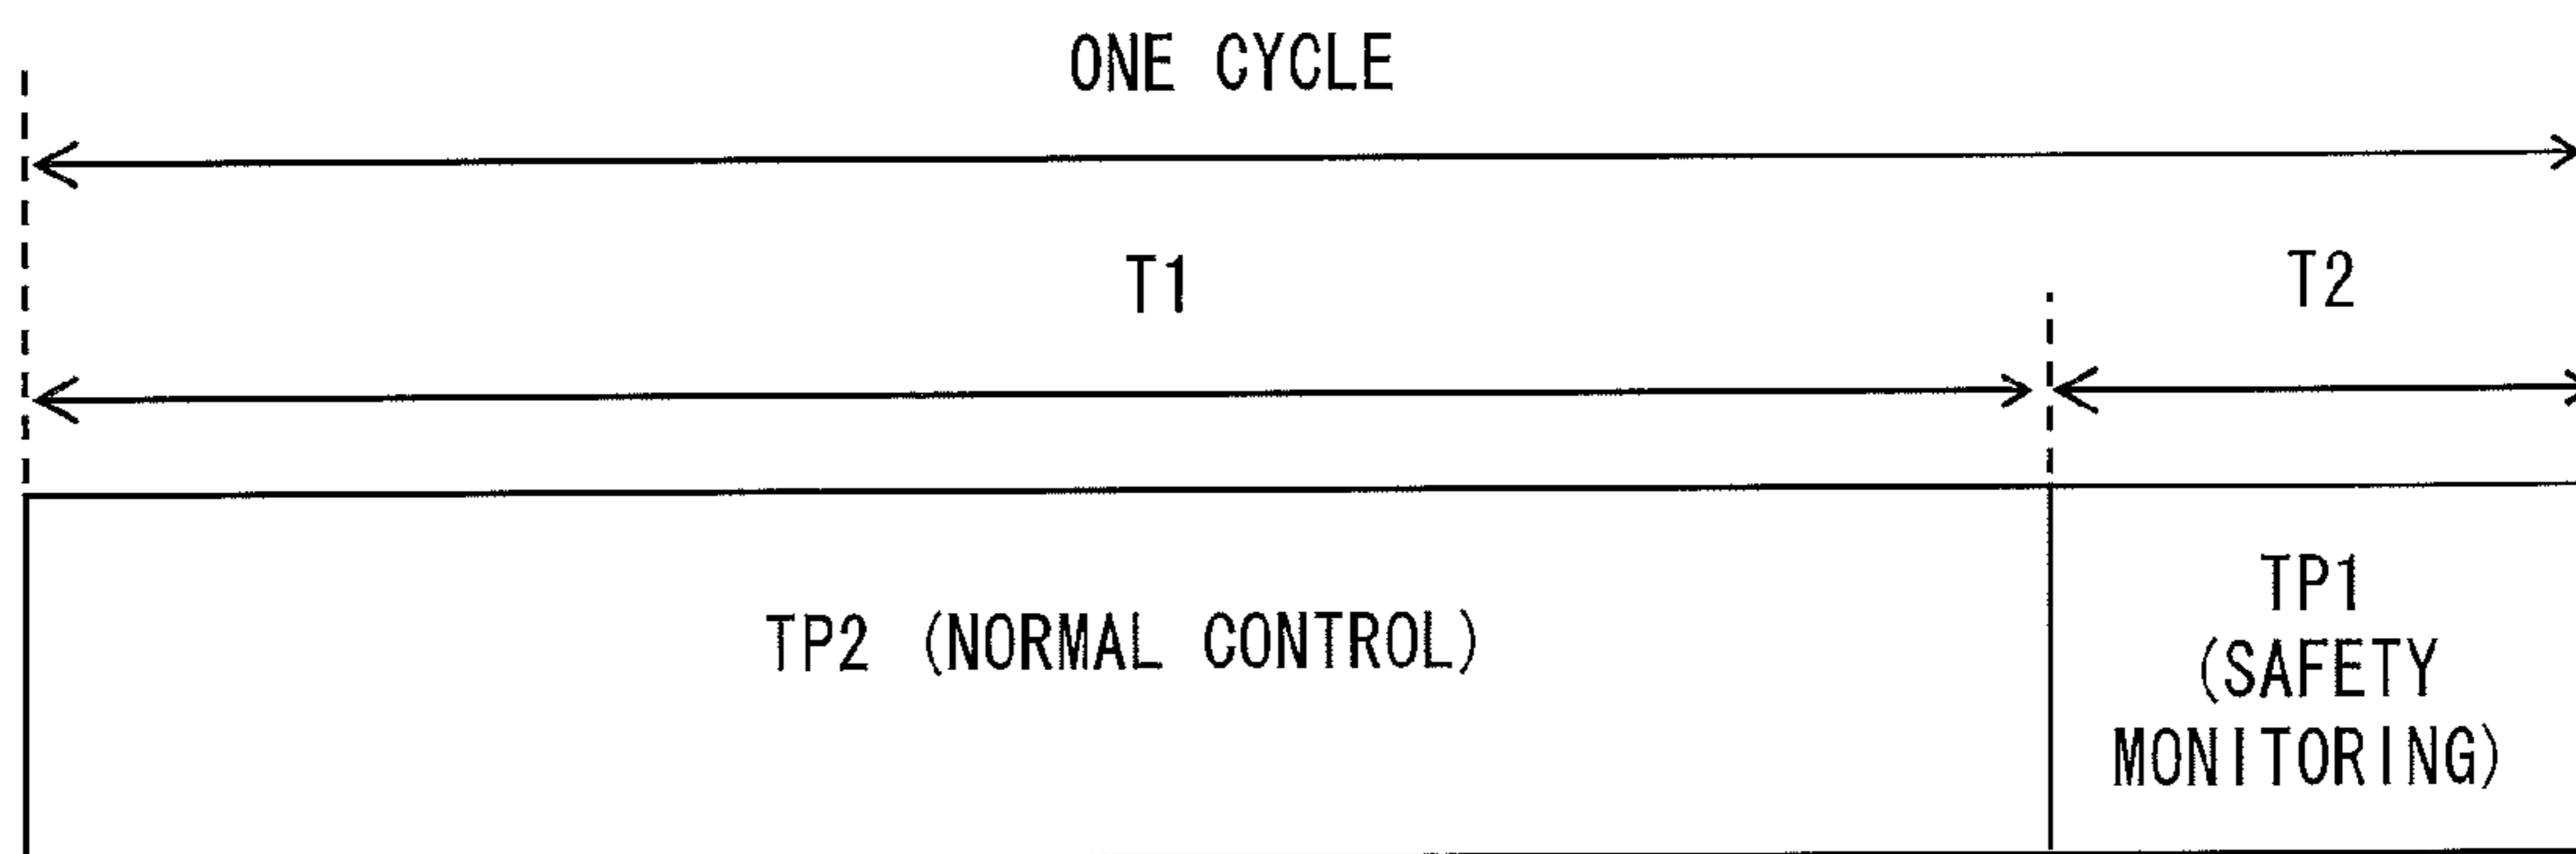 ONE CYCLE
T1
T2
TP2 (NORMAL CONTROL)
TP1
(SAFETY
MONITORING)